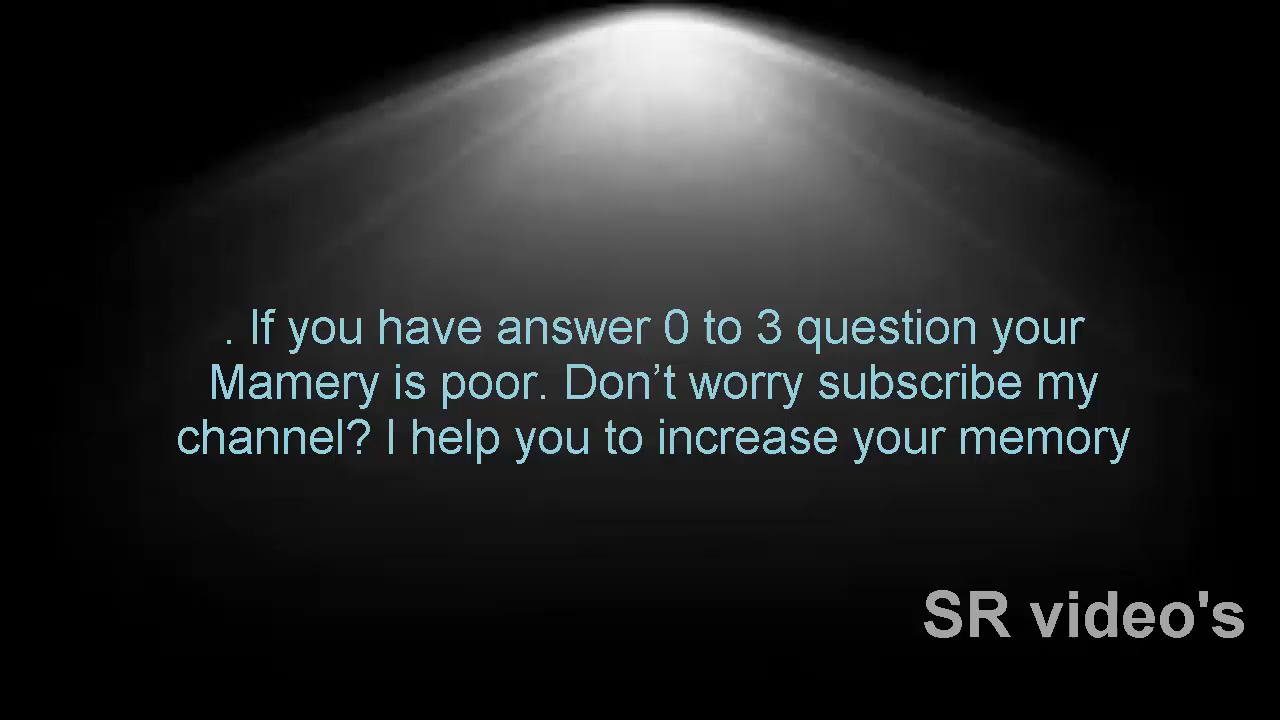 . If you have answer 0 to 3 question your
Mamery is poor. Don’t worry subscribe my
channel? I help you to increase your memory
SR video's